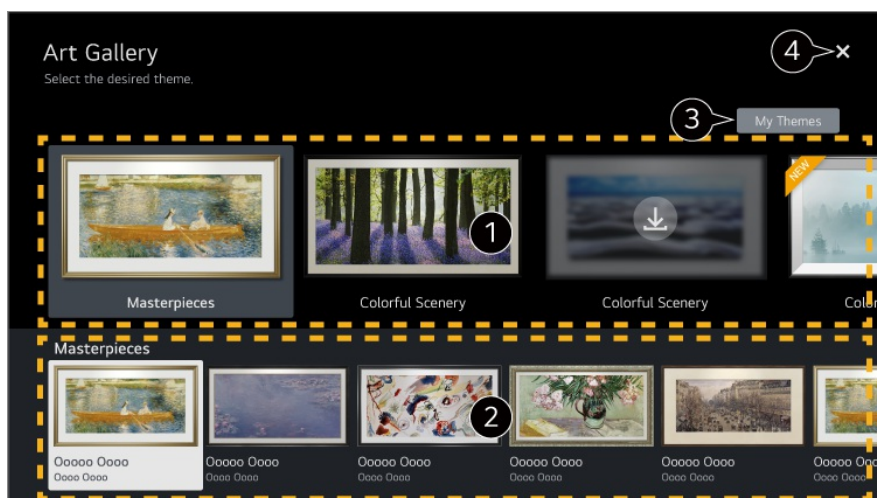 Art Gallery
Select the desired theme.
4
3
My Themes
NEW
1
Masterpieces
Colorful Scenery
Colorful Scenery
Masterpieces
2
Ooooo Oooo
Ooooo Oooo
Ooooo Oooo
Ooooo Oooo
Ooooo Oooo
Oooo Oooo
Oooo Oooo
Oooo Oooo
Oooo Oooo
Oooo Oooo